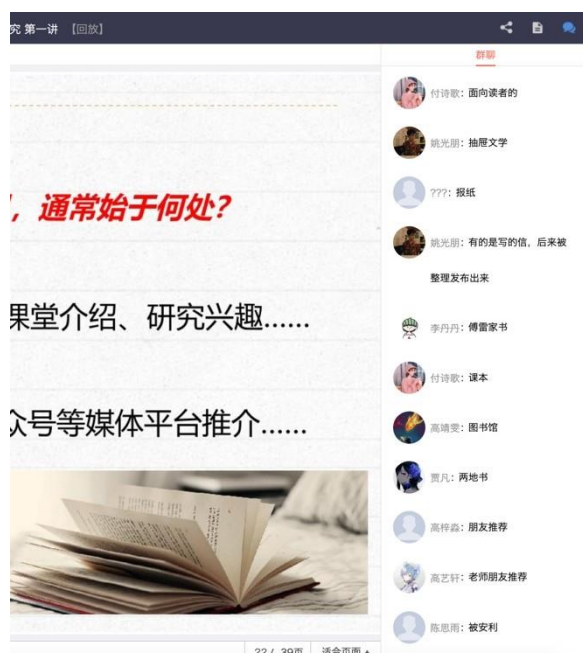 究 第一讲 【回放】
群聊
，通常始于何处?
课堂介绍、研究兴趣……
众号等媒体平台推介……
22 / 39页 适合页面
付诗歌：面向读者的
姚光朋：抽屉文学
???：报纸
姚光朋：有的是写的信，后来被
整理发布出来
李丹丹：傅雷家书
付诗歌：课本
高靖雯：图书馆
贾凡：两地书
高梓淼：朋友推荐
高艺轩：老师朋友推荐
陈思雨：被安利